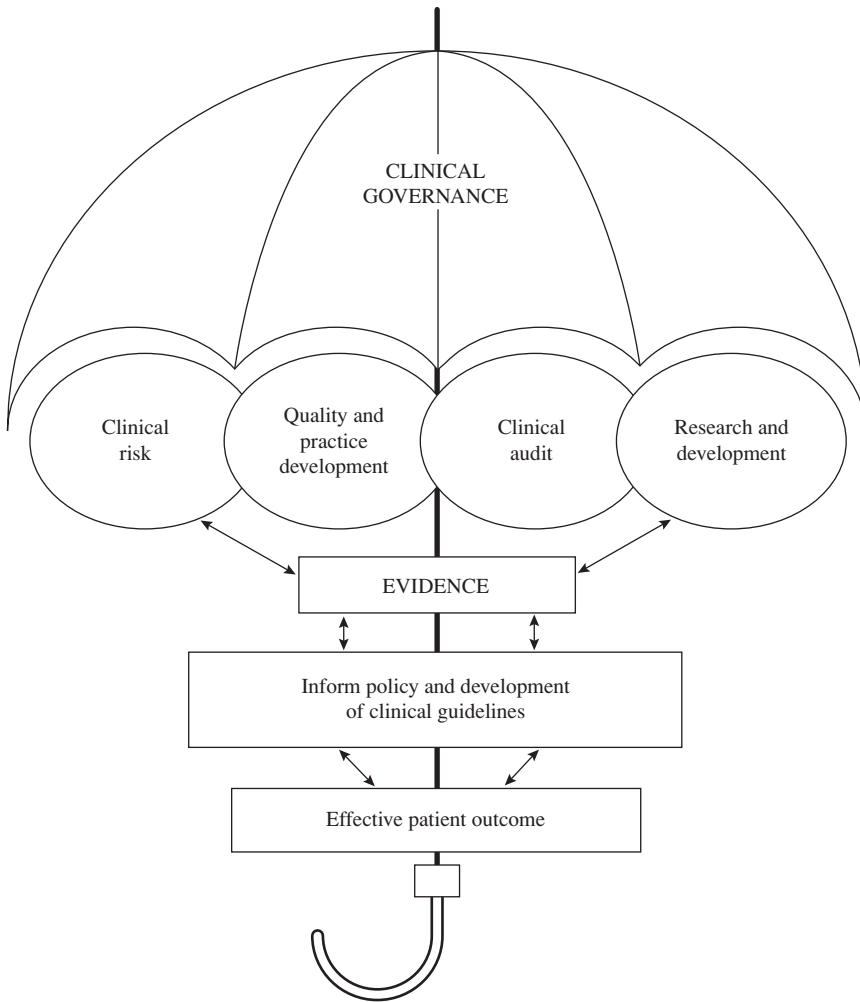 CLINICAL
GOVERNANCE
Clinical
risk
Quality and
practice
development
Clinical
audit
Research and
development
EVIDENCE
Inform policy and development
of clinical guidelines
Effective patient outcome